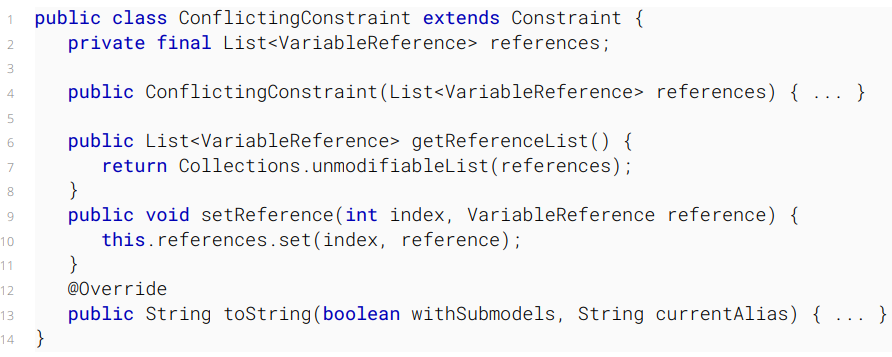 1 public class ConflictingConstraint extends Constraint {
2     private final List<VariableReference> references;
3
4     public ConflictingConstraint(List<VariableReference> references) { ... }
5
6     public List<VariableReference> getReferenceList() {
7         return Collections.unmodifiableList(references);
8     }
9     public void setReference(int index, VariableReference reference) {
10         this.references.set(index, reference);
11     }
12     @Override
13     public String toString(boolean withSubmodels, String currentAlias) { ... }
14 }